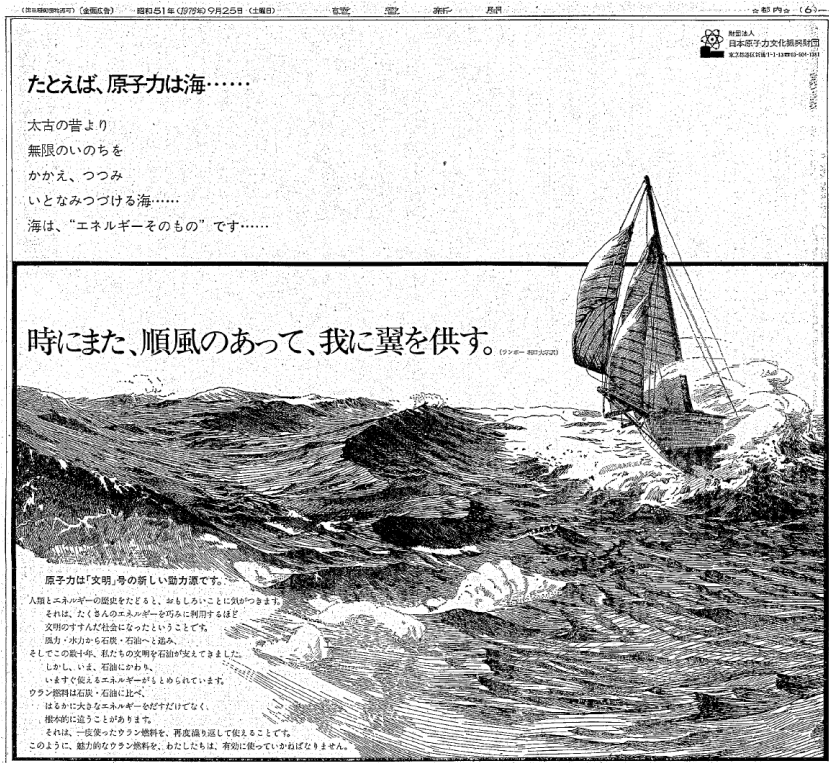 (全面広告) 昭和51年(1976年)9月25日 (土曜日) 讀賣新聞 ☆都内☆ (6)
財団法人
日本原子力文化振興財団
たとえば、原子力は海……
太古の昔より
無限のいのちを
かかえ、つつみ
いとなみつづける海……
海は、“エネルギーそのもの”です……
時にまた、順風のあって、我に翼を供す。
原子力は「文明」号の新しい動力源です。
人類とエネルギーの歴史をたどると、おもしろいことに気がつきます。
それは、たくさんのエネルギーを巧みに利用するほど
文明のすすんだ社会になったということです。
風力・水力から石炭・石油へと進み、
そしてこの数十年、私たちの文明を石油が支えてきました。
しかし、いま、石油にかわり、
いますぐ使えるエネルギーがもとめられています。
ウラン燃料は石炭・石油に比べ、
はるかに大きなエネルギーをだすだけでなく、
根本的に違うことがあります。
それは、一度使ったウラン燃料を、再度繰り返して使えることです。
このように、魅力的なウラン燃料を、わたしたちは、有効に使っていかねばなりません。